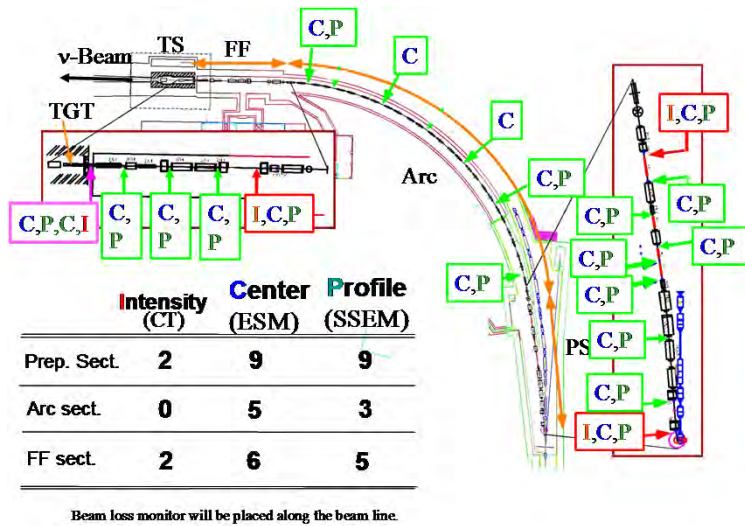 TS
FF
ν-Beam
TGT
C,P
C
C
Arc
C,P
C,P
PS
C,P,C,I
C,
P
C,
P
C,
P
I,C,P
I,C,P
C,P
C,P
C,P
C,P
C,P
C,P
C,P
I,C,P
Intensity
(CT)
Center
(ESM)
Profile
(SSEM)
Prep. Sect. 2 9 9
Arc sect. 0 5 3
FF sect. 2 6 5
Beam loss monitor will be placed along the beam line.